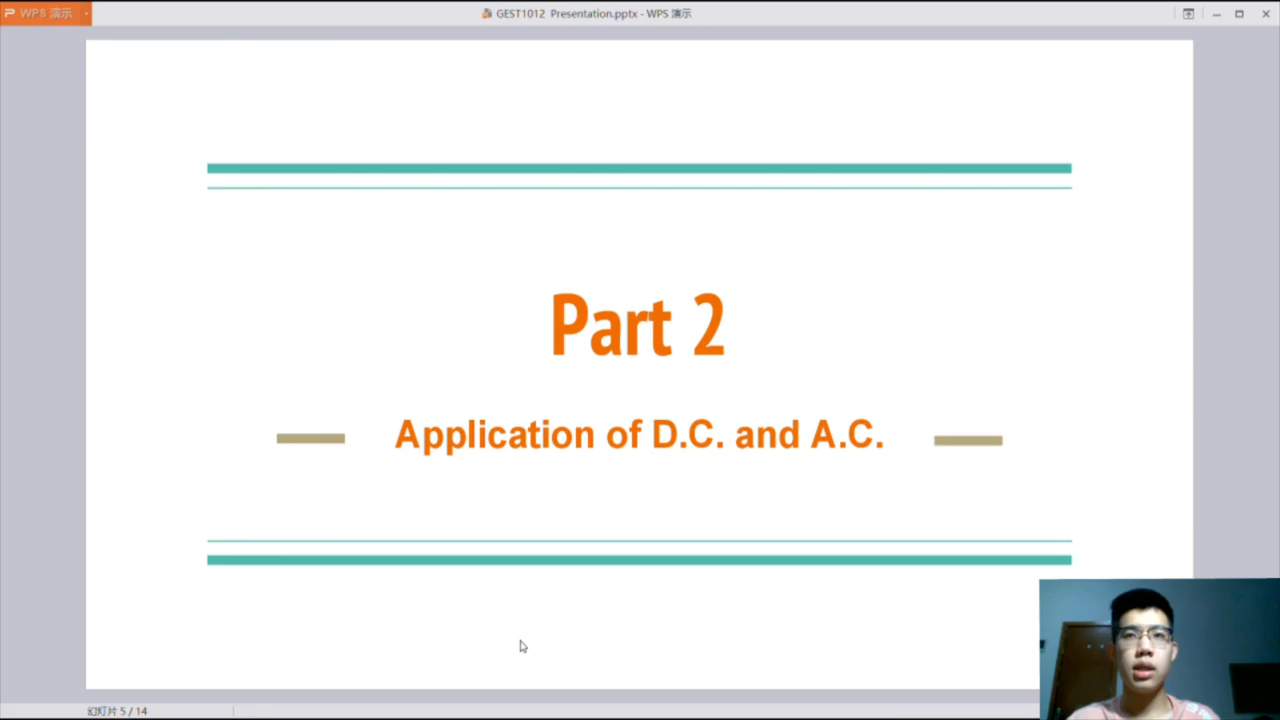 WPS 演示
GEST1012 Presentation.pptx - WPS 演示
Part 2
Application of D.C. and A.C.
幻灯片 5 / 14